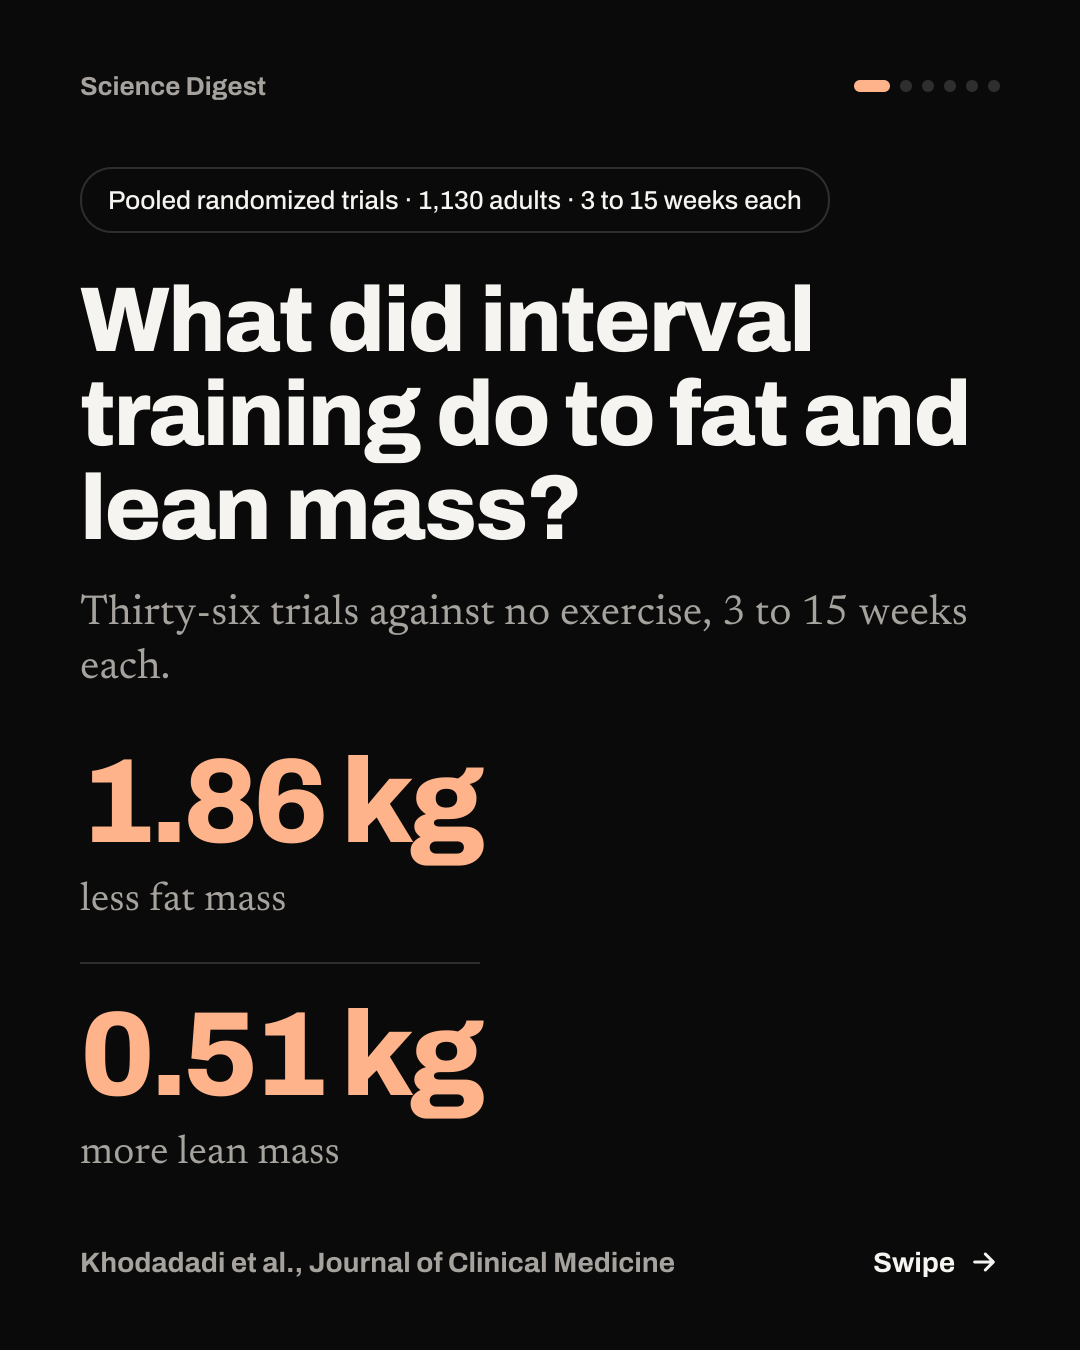 Science Digest
Pooled randomized trials · 1,130 adults · 3 to 15 weeks each
What did interval
training do to fat and
lean mass?
Thirty-six trials against no exercise, 3 to 15 weeks
each.
1.86 kg
less fat mass
0.51 kg
more lean mass
Khodadadi et al., Journal of Clinical Medicine
Swipe →